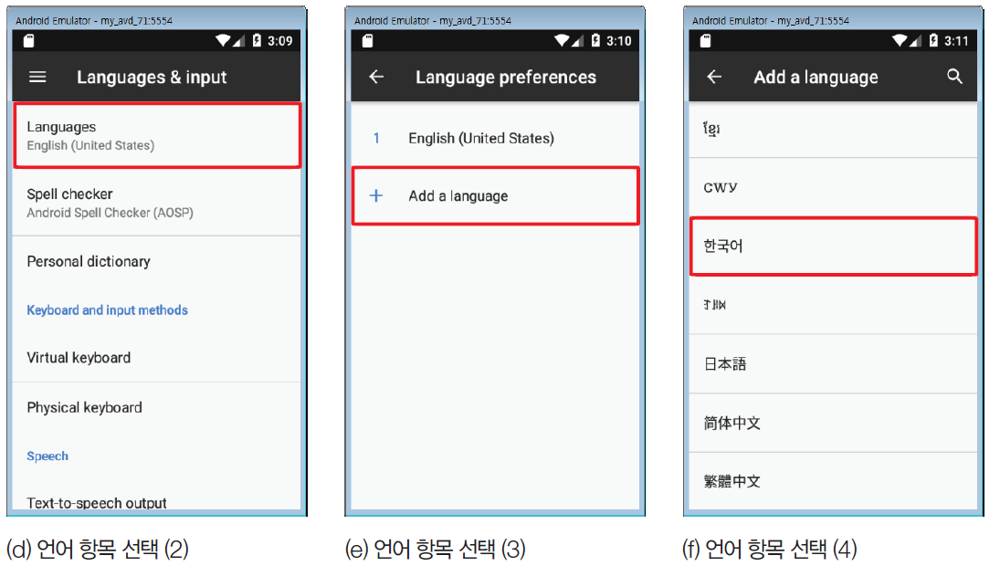 Android Emulator - my_avd_71:5554
3:09
Languages & input
Languages
English (United States)
Spell checker
Android Spell Checker (AOSP)
Personal dictionary
Keyboard and input methods
Virtual keyboard
Physical keyboard
Speech
Text-to-speech output
(d) 언어 항목 선택 (2)
Android Emulator - my_avd_71:5554
3:10
Language preferences
1 English (United States)
+ Add a language
(e) 언어 항목 선택 (3)
Android Emulator - my_avd_71:5554
3:11
Add a language
ខ្មែរ
ᏣᎳᎩ
한국어
日本語
简体中文
繁體中文
(f) 언어 항목 선택 (4)